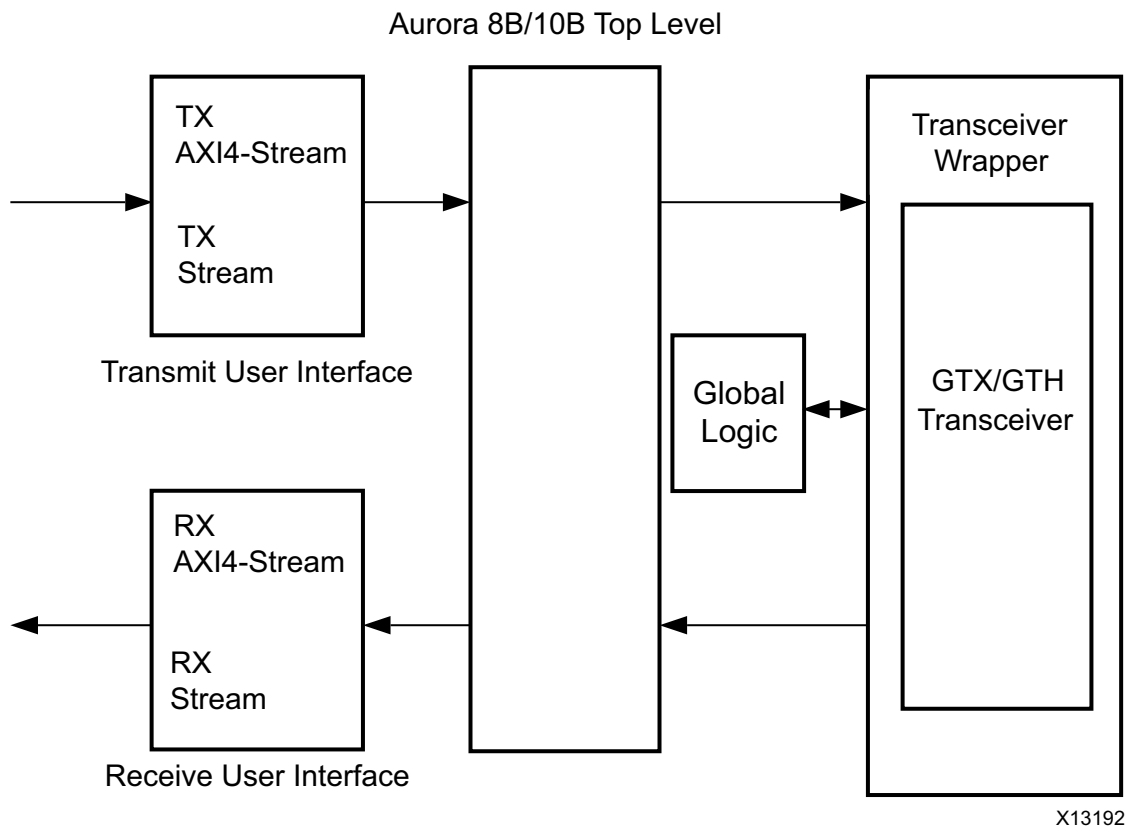 Aurora 8B/10B Top Level
TX
AXI4-Stream
TX
Stream
Transmit User Interface
Transceiver
Wrapper
GTX/GTH
Transceiver
Global
Logic
RX
AXI4-Stream
RX
Stream
Receive User Interface
X13192